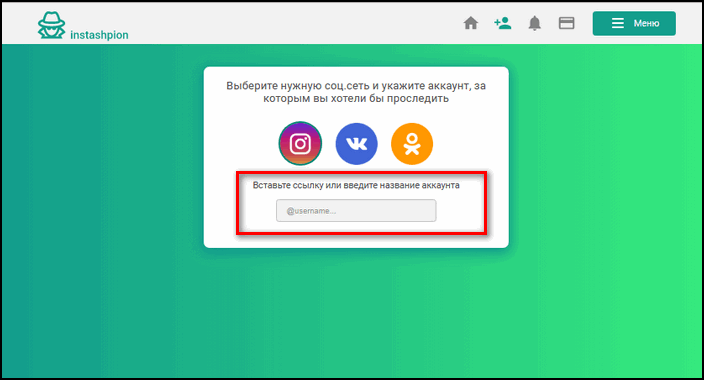 instashpion
Меню
Выберите нужную соц.сеть и укажите аккаунт, за
которым вы хотели бы проследить
Вставьте ссылку или введите название аккаунта
@username...